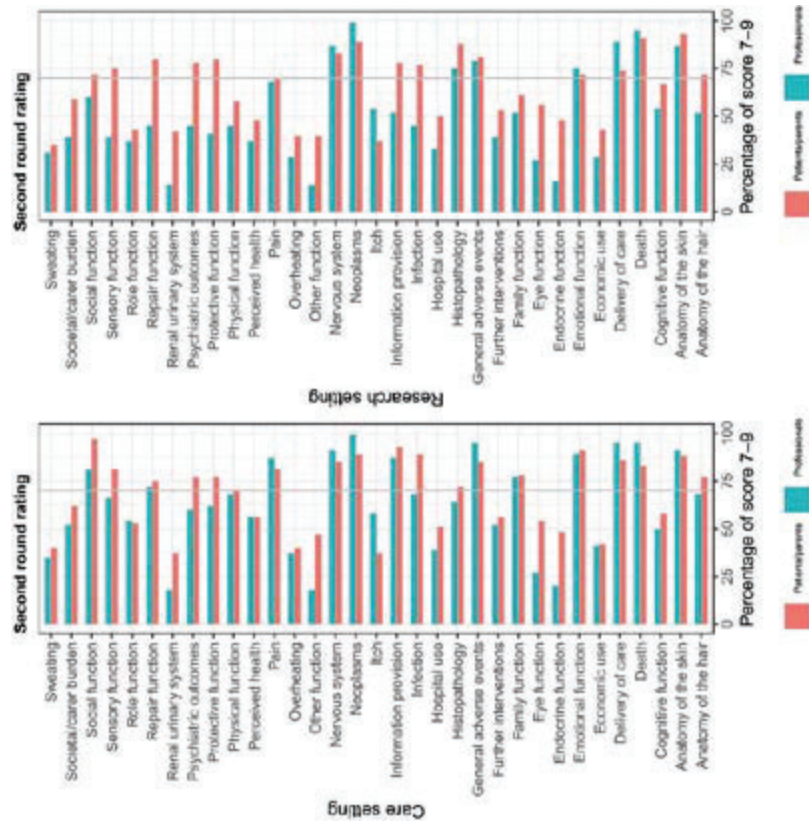 Second round rating
Care setting
Sweating
Societal/carer burden
Social function
Sensory function
Role function
Repair function
Renal urinary system
Psychiatric outcomes
Protective function
Physical function
Perceived health
Pain
Overheating
Other function
Nervous system
Neoplasms
Itch
Information provision
Infection
Hospital use
Histopathology
General adverse events
Further interventions
Family function
Eye function
Endocrine function
Emotional function
Economic use
Delivery of care
Death
Cognitive function
Anatomy of the skin
Anatomy of the hair
0 25 50 75 100
Percentage of score 7–9
Patients/parents
Professionals
Second round rating
Research setting
Sweating
Societal/carer burden
Social function
Sensory function
Role function
Repair function
Renal urinary system
Psychiatric outcomes
Protective function
Physical function
Perceived health
Pain
Overheating
Other function
Nervous system
Neoplasms
Itch
Information provision
Infection
Hospital use
Histopathology
General adverse events
Further interventions
Family function
Eye function
Endocrine function
Emotional function
Economic use
Delivery of care
Death
Cognitive function
Anatomy of the skin
Anatomy of the hair
0 25 50 75 100
Percentage of score 7–9
Patients/parents
Professionals